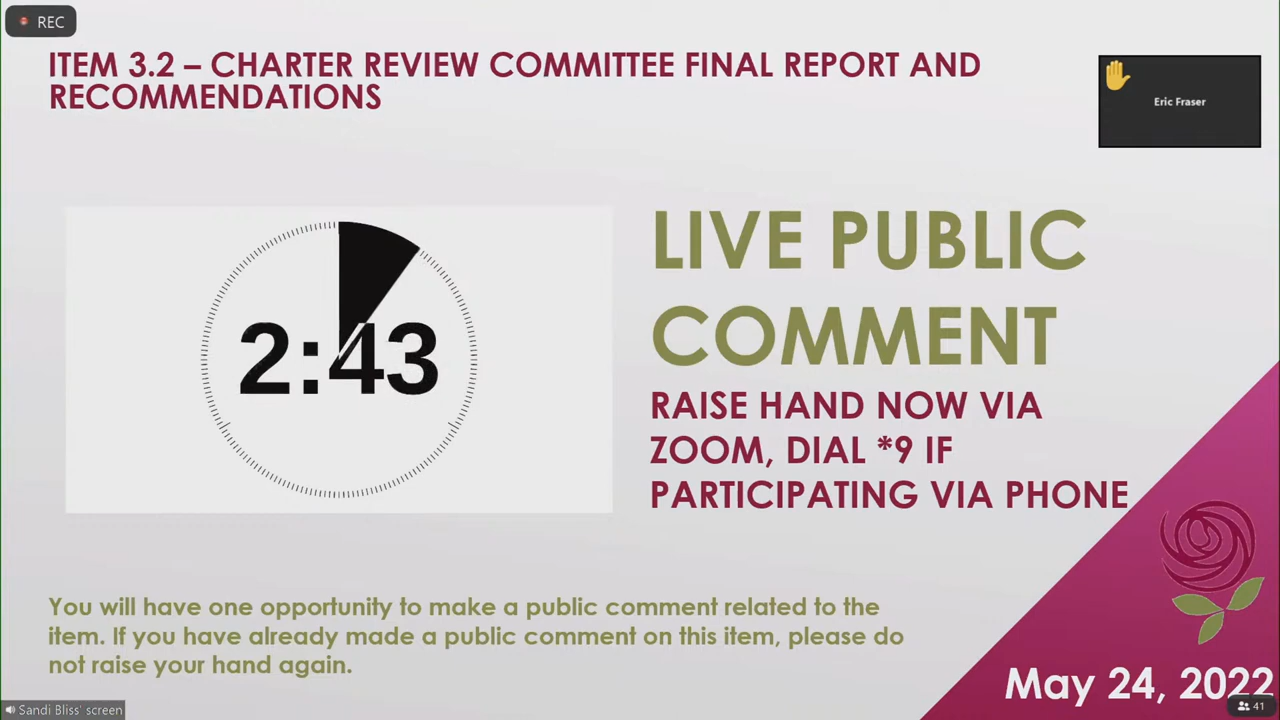 REC
ITEM 3.2 – CHARTER REVIEW COMMITTEE FINAL REPORT AND
RECOMMENDATIONS
Eric Fraser
2:43
LIVE PUBLIC
COMMENT
RAISE HAND NOW VIA
ZOOM, DIAL *9 IF
PARTICIPATING VIA PHONE
You will have one opportunity to make a public comment related to the
item. If you have already made a public comment on this item, please do
not raise your hand again.
May 24, 2022
Sandi Bliss' screen
41